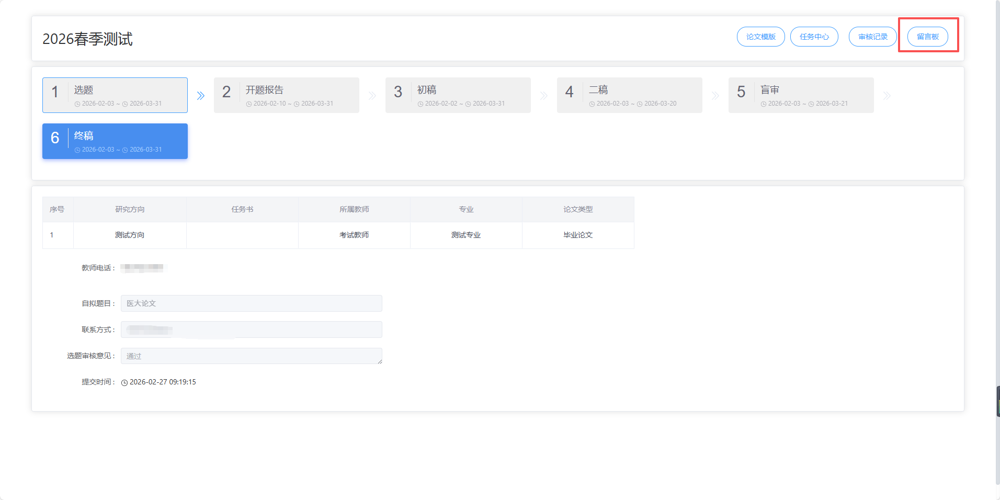 2026春季测试
论文模版 任务中心 审核记录 留言板
1 选题
2026-02-03 ~ 2026-03-31
2 开题报告
2026-02-10 ~ 2026-03-31
3 初稿
2026-02-02 ~ 2026-03-31
4 二稿
2026-02-03 ~ 2026-03-20
5 盲审
2026-02-03 ~ 2026-03-21
6 终稿
2026-02-03 ~ 2026-03-31
序号 研究方向 任务书 所属教师 专业 论文类型
1 测试方向 考试教师 测试专业 毕业论文
教师电话：
自拟题目： 医大论文
联系方式：
选题审核意见： 通过
提交时间： 2026-02-27 09:19:15